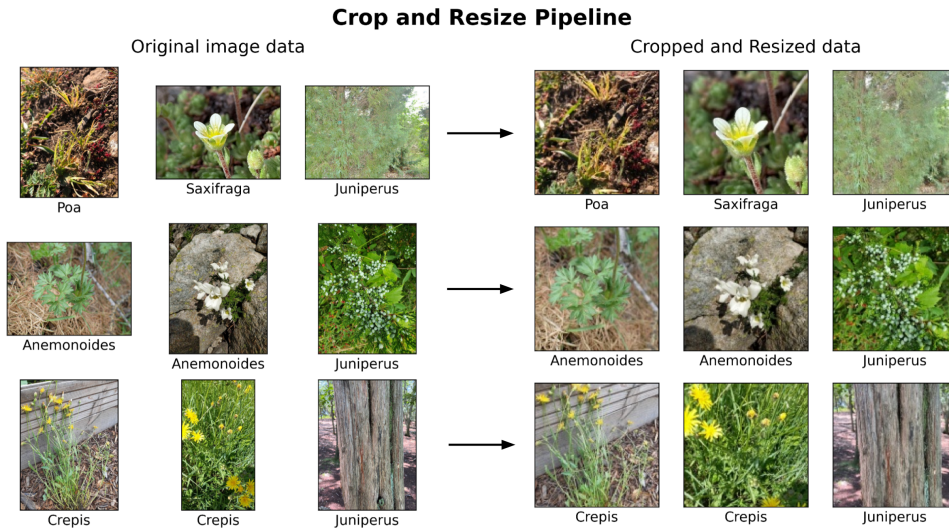 Crop and Resize Pipeline
Original image data
Cropped and Resized data
Poa
Saxifraga
Juniperus
Poa
Saxifraga
Juniperus
Anemonoides
Anemonoides
Juniperus
Anemonoides
Anemonoides
Juniperus
Crepis
Crepis
Juniperus
Crepis
Crepis
Juniperus